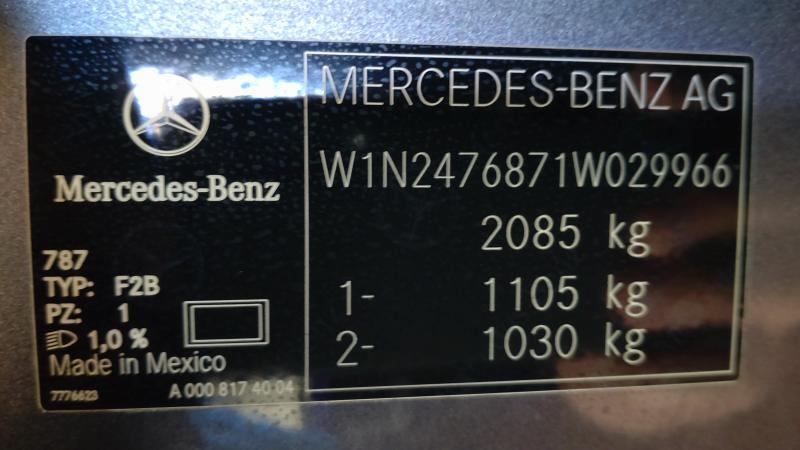 Mercedes-Benz
787
TYP: F2B
PZ: 1
1,0 %
Made in Mexico
7776623
A 000 817 40 04
MERCEDES-BENZ AG
W1N2476871W029966
2085 kg
1- 1105 kg
2- 1030 kg